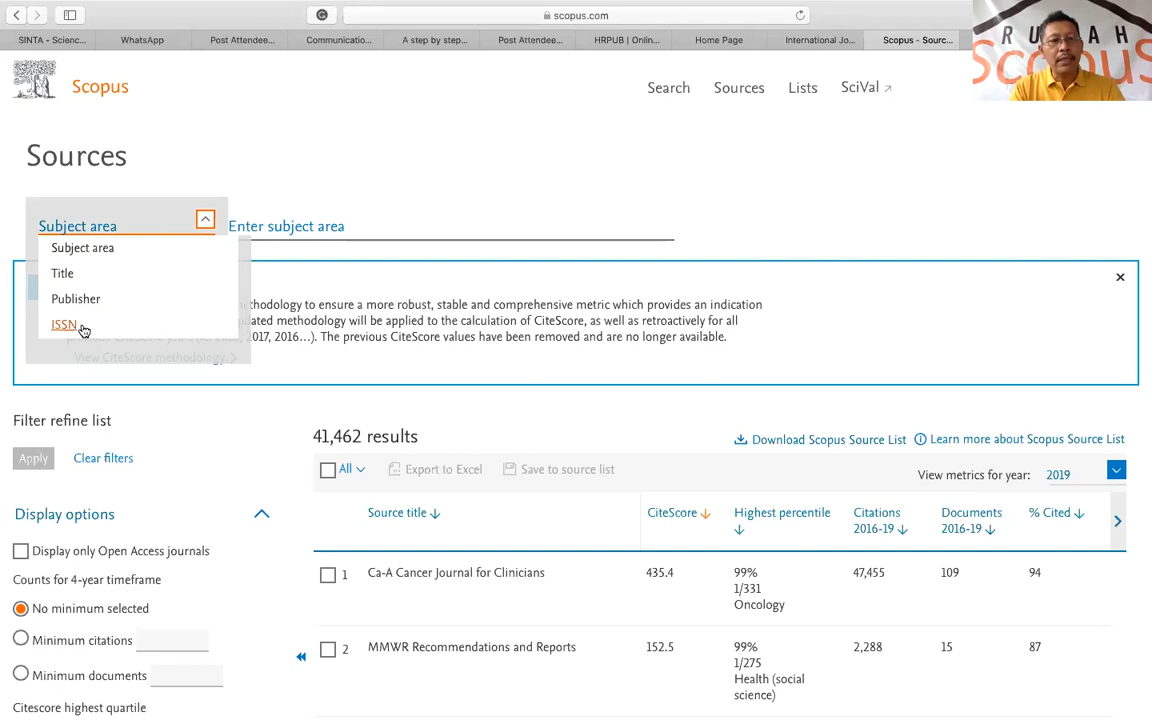 scopus.com
SINTA - Scienc...
WhatsApp
Post Attendee...
Communicatio...
A step by step...
Post Attendee...
HRPUB | Onlin...
Home Page
International Jo...
Scopus - Sourc...
RUMAH
Scopus
Scopus
Search
Sources
Lists
SciVal
Sources
Subject area
Enter subject area
Subject area
Title
Publisher
ISSN
thodology to ensure a more robust, stable and comprehensive metric which provides an indication
pdated methodology will be applied to the calculation of CiteScore, as well as retroactively for all
2017, 2016...). The previous CiteScore values have been removed and are no longer available.
View CiteScore methodology
Filter refine list
Apply
Clear filters
41,462 results
Download Scopus Source List
Learn more about Scopus Source List
All
Export to Excel
Save to source list
View metrics for year:
2019
Display options
Source title
CiteScore
Highest percentile
Citations
2016-19
Documents
2016-19
% Cited
Display only Open Access journals
Counts for 4-year timeframe
No minimum selected
Minimum citations
Minimum documents
Citescore highest quartile
1
Ca-A Cancer Journal for Clinicians
435.4
99%
1/331
Oncology
47,455
109
94
2
MMWR Recommendations and Reports
152.5
99%
1/275
Health (social
science)
2,288
15
87